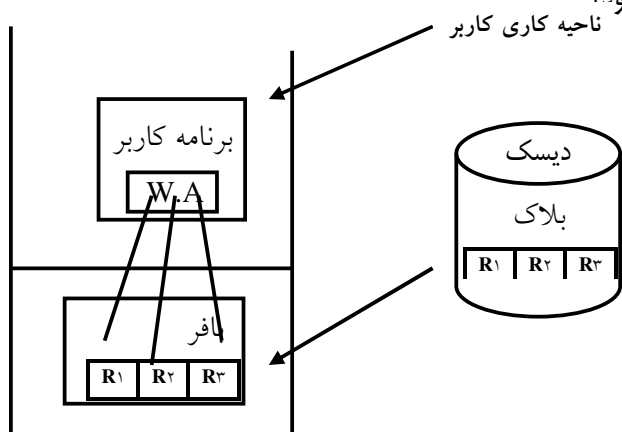 ناحیه کاری کاربر
برنامه کاربر
W.A
دیسک
بلاک
R۱ R۲ R۳
بافر
R۱ R۲ R۳